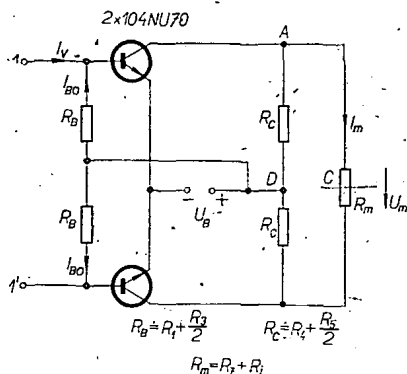 2×104NU70
A
1
I_V
I_B0
R_B
R_C
I_m
D
C
R_m
U_m
-
+
U_B
R_B
R_C
I_B0
1'
R_B ≐ R_1 + R_3/2
R_C ≐ R_4 + R_5/2
R_m = R_7 + R_i